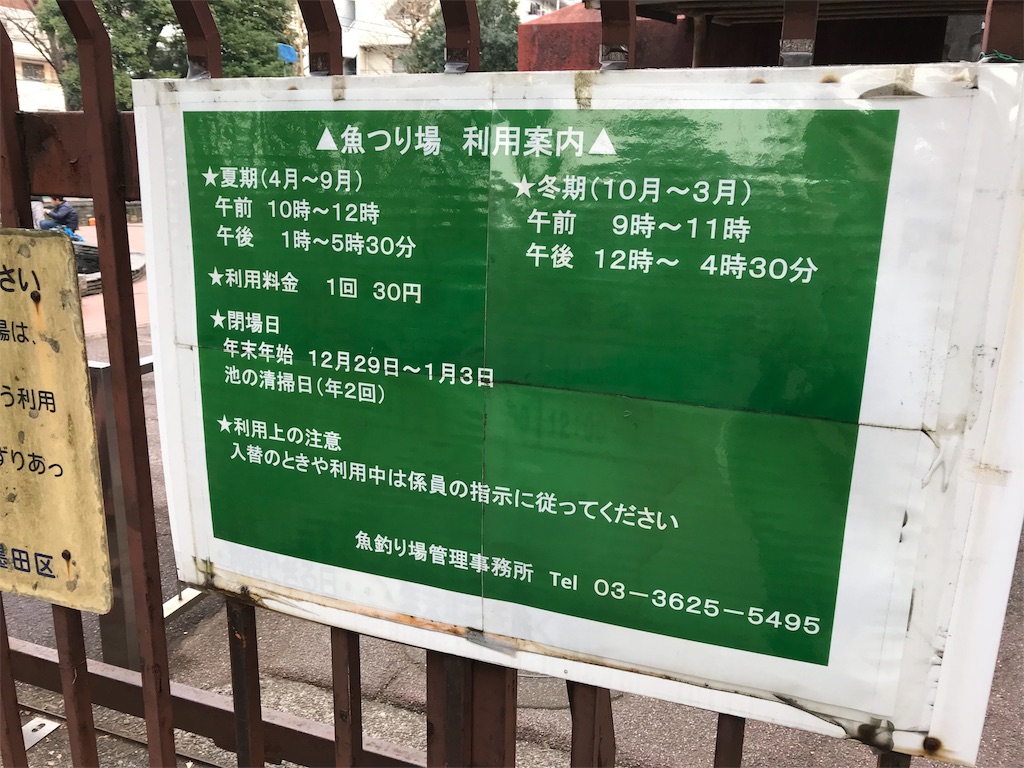 ▲魚つり場 利用案内▲
★夏期(4月～9月)
午前 10時～12時
午後 1時～5時30分
★冬期(10月～3月)
午前 9時～11時
午後 12時～ 4時30分
★利用料金 1回 30円
★閉場日
年末年始 12月29日～1月3日
池の清掃日(年2回)
★利用上の注意
入替のときや利用中は係員の指示に従ってください
魚釣り場管理事務所 Tel 03－3625－5495
さい
場は、
う利用
ずりあっ
墨田区